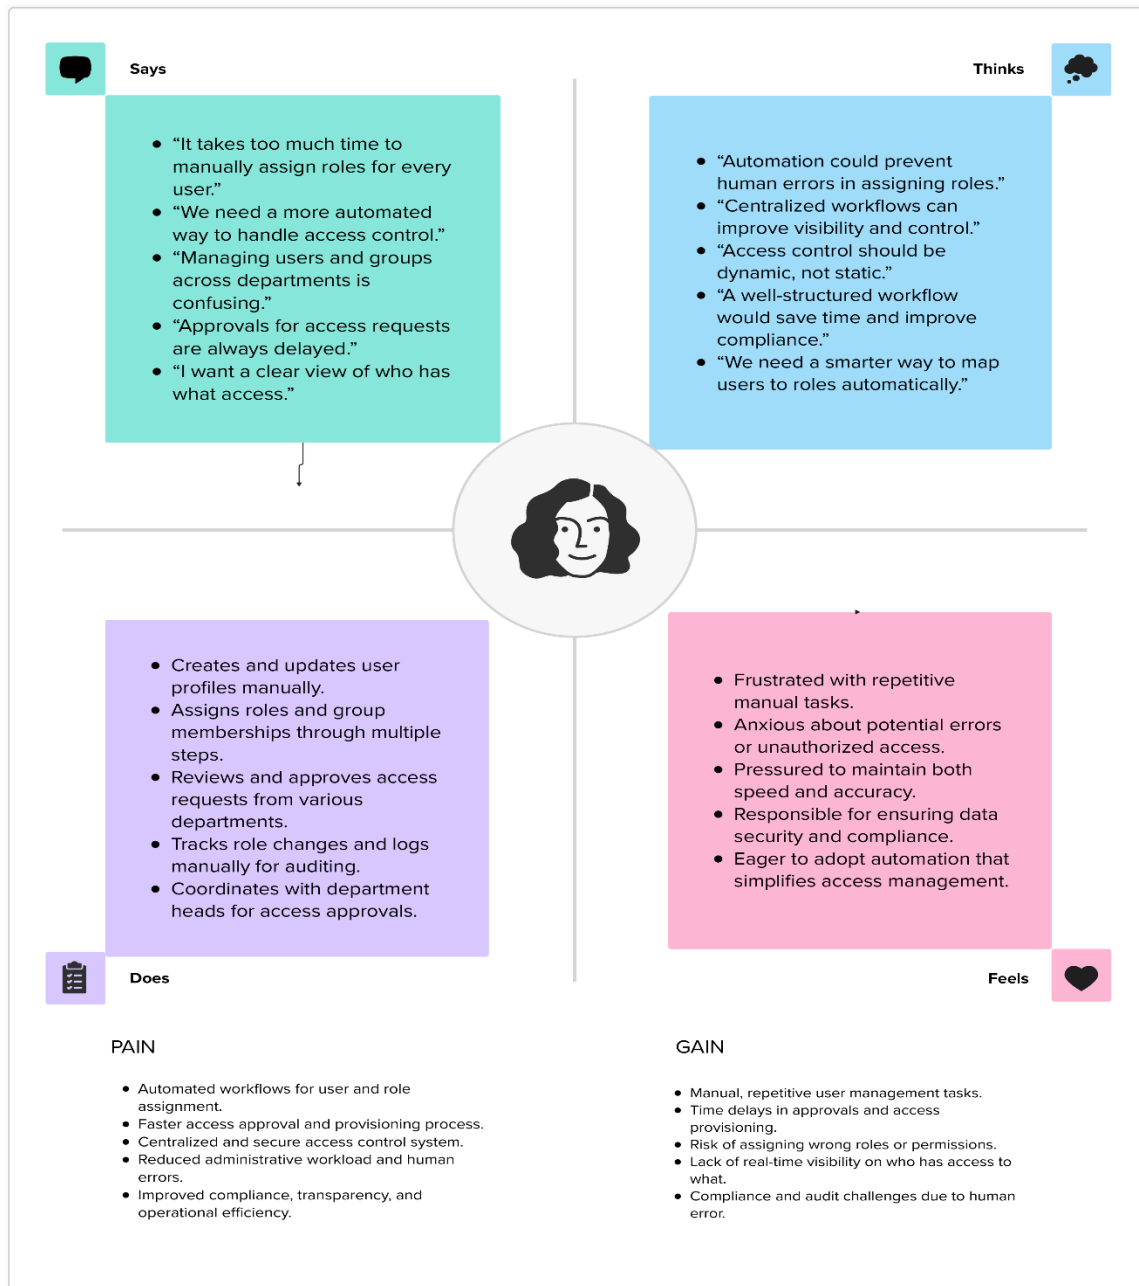 Says
● “It takes too much time to
manually assign roles for every
user.”
● “We need a more automated
way to handle access control.”
● “Managing users and groups
across departments is
confusing.”
● “Approvals for access requests
are always delayed.”
● “I want a clear view of who has
what access.”
Thinks
● “Automation could prevent
human errors in assigning roles.”
● “Centralized workflows can
improve visibility and control.”
● “Access control should be
dynamic, not static.”
● “A well-structured workflow
would save time and improve
compliance.”
● “We need a smarter way to map
users to roles automatically.”
● Creates and updates user
profiles manually.
● Assigns roles and group
memberships through multiple
steps.
● Reviews and approves access
requests from various
departments.
● Tracks role changes and logs
manually for auditing.
● Coordinates with department
heads for access approvals.
Does
● Frustrated with repetitive
manual tasks.
● Anxious about potential errors
or unauthorized access.
● Pressured to maintain both
speed and accuracy.
● Responsible for ensuring data
security and compliance.
● Eager to adopt automation that
simplifies access management.
Feels
PAIN
● Automated workflows for user and role
assignment.
● Faster access approval and provisioning process.
● Centralized and secure access control system.
● Reduced administrative workload and human
errors.
● Improved compliance, transparency, and
operational efficiency.
GAIN
● Manual, repetitive user management tasks.
● Time delays in approvals and access
provisioning.
● Risk of assigning wrong roles or permissions.
● Lack of real-time visibility on who has access to
what.
● Compliance and audit challenges due to human
error.